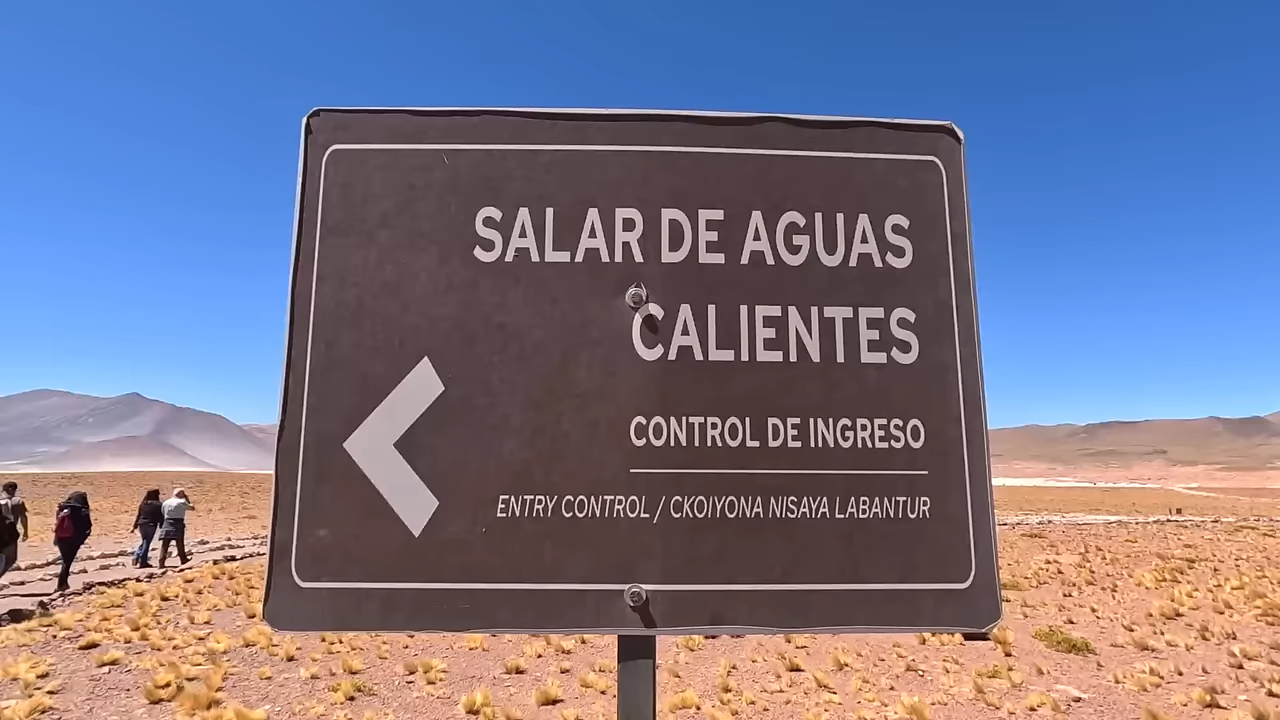 SALAR DE AGUAS
CALIENTES
CONTROL DE INGRESO
ENTRY CONTROL / CKOIYONA NISAYA LABANTUR